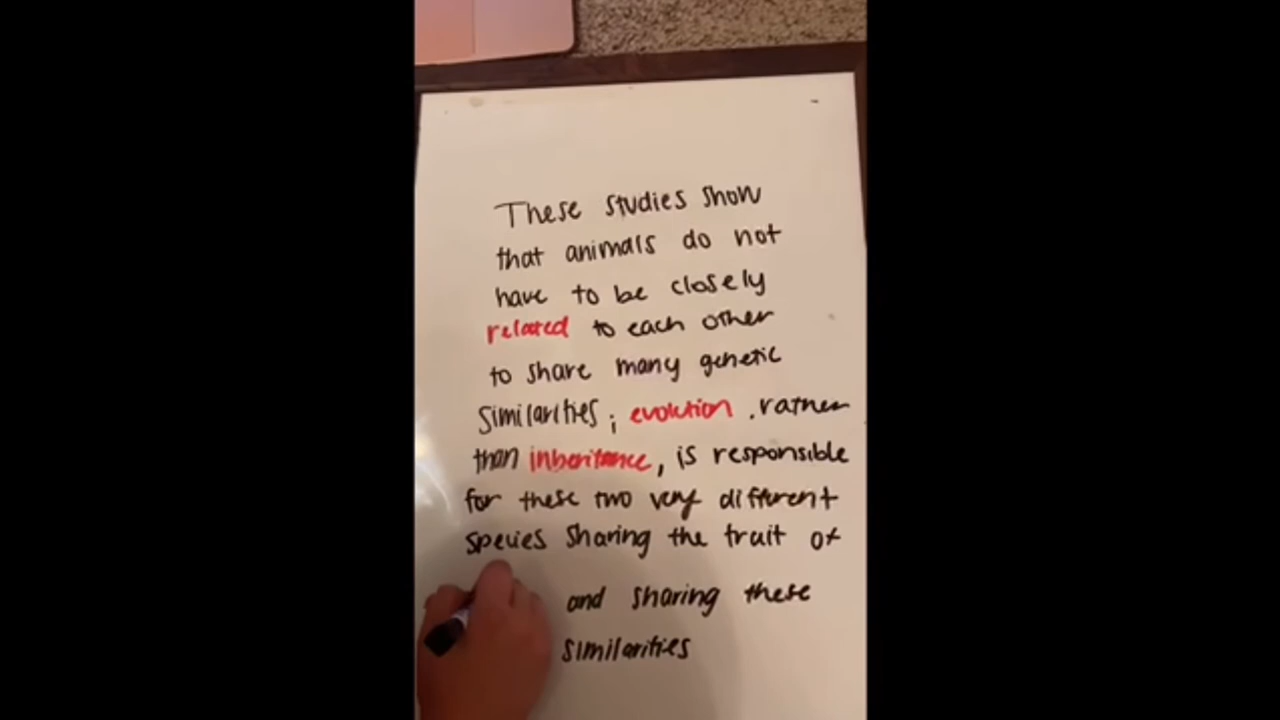 These studies show
that animals do not
have to be closely
related to each other
to share many genetic
similarities; evolution, rather
than inheritance, is responsible
for these two very different
species sharing the trait of
and sharing these
similarities